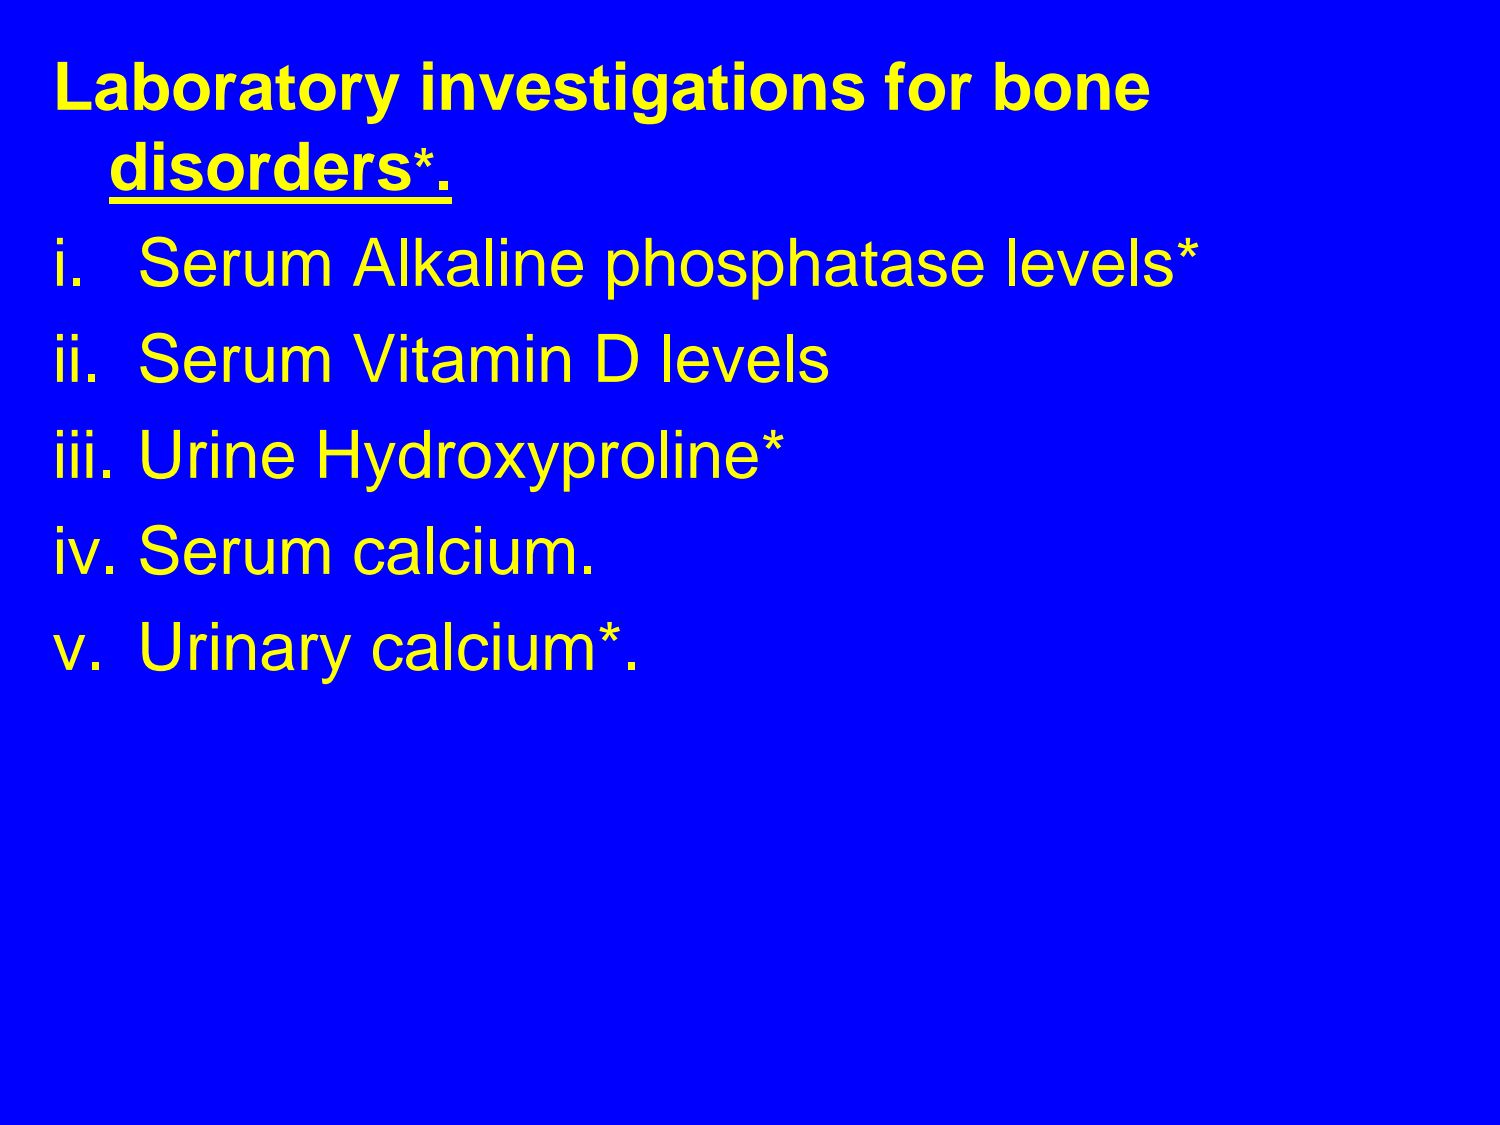 Laboratory investigations for bone
disorders*.
i. Serum Alkaline phosphatase levels*
ii. Serum Vitamin D levels
iii. Urine Hydroxyproline*
iv. Serum calcium.
v. Urinary calcium*.